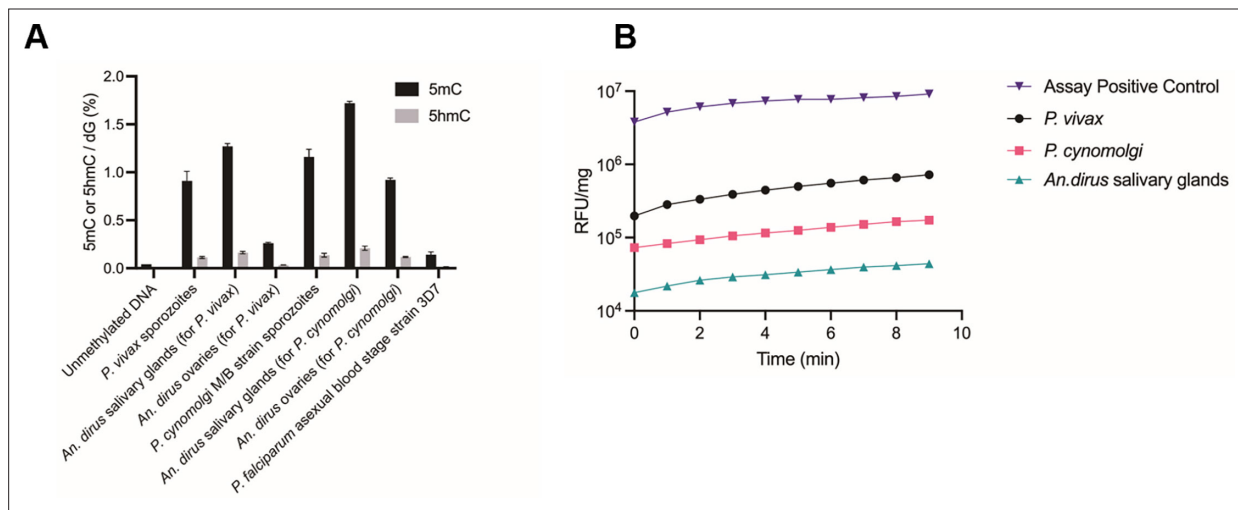 A
5mC or 5hmC / dG (%)
2.0
1.5
1.0
0.5
0.0
5mC
5hmC
Unmethylated DNA
P. vivax sporozoites
An. dirus salivary glands (for P. vivax)
An. dirus ovaries (for P. vivax)
P. cynomolgi M/B strain sporozoites
An. dirus salivary glands (for P. cynomolgi)
An. dirus ovaries (for P. cynomolgi)
P. falciparum asexual blood stage strain 3D7
B
RFU/mg
10⁷
10⁶
10⁵
10⁴
0 2 4 6 8 10
Time (min)
Assay Positive Control
P. vivax
P. cynomolgi
An.dirus salivary glands